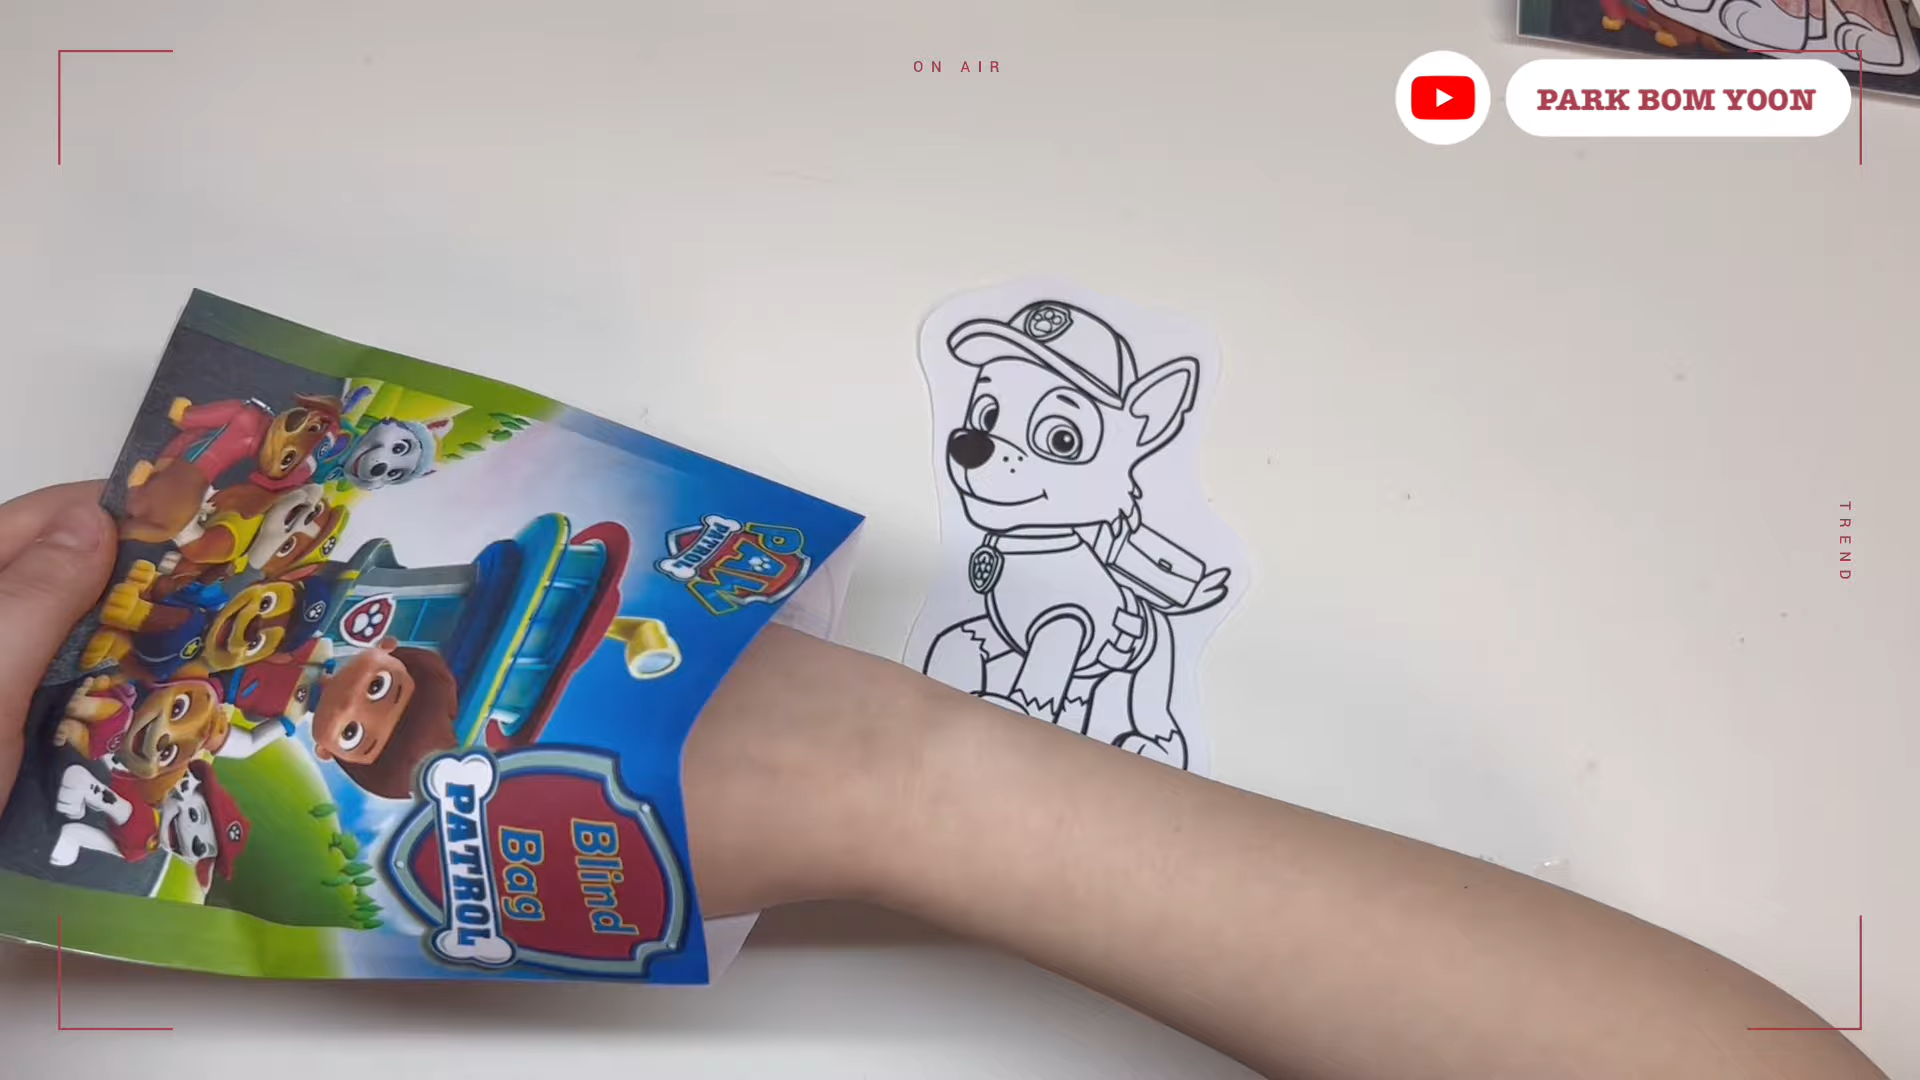 ON AIR
PARK BOM YOON
TREND
PAW
PATROL
Blind
Bag
PATROL